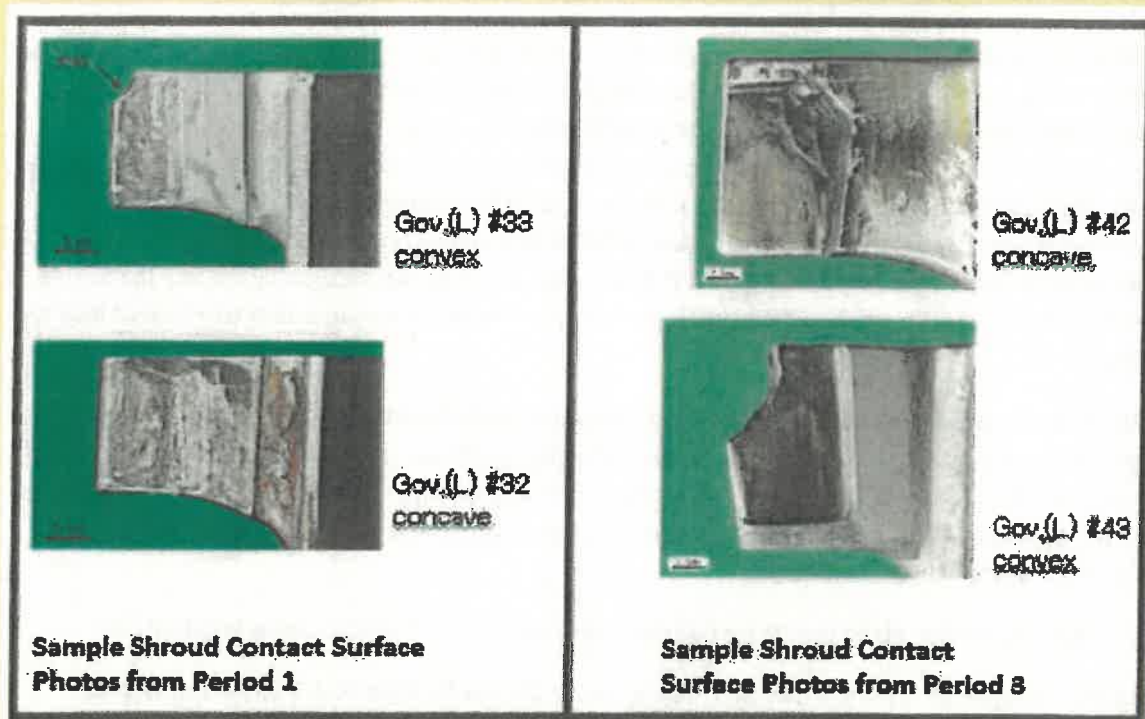 Gov.(L) #33
convex
Gov.(L) #32
concave
Sample Shroud Contact Surface
Photos from Period 1
Gov.(L) #42
concave
Gov.(L) #43
convex
Sample Shroud Contact
Surface Photos from Period 3